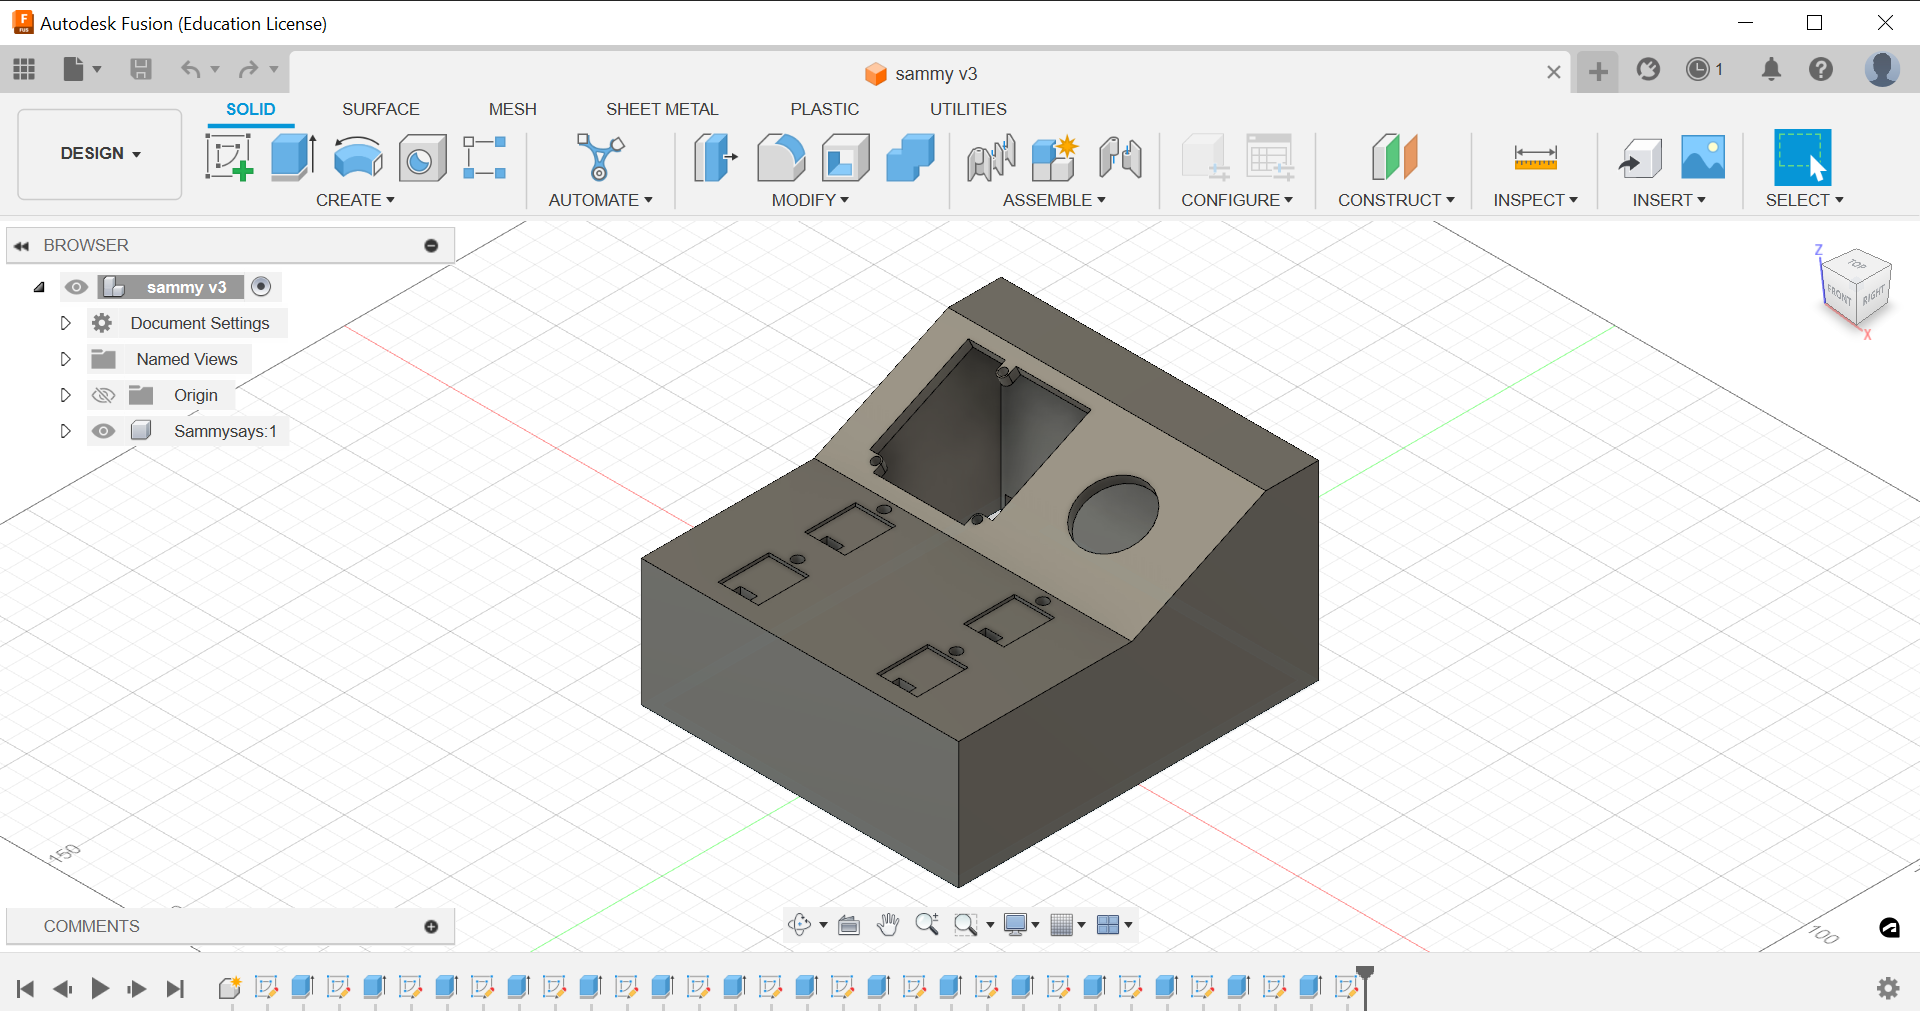 Autodesk Fusion (Education License)
sammy v3
1
SOLID
SURFACE
MESH
SHEET METAL
PLASTIC
UTILITIES
DESIGN
CREATE
AUTOMATE
MODIFY
ASSEMBLE
CONFIGURE
CONSTRUCT
INSPECT
INSERT
SELECT
BROWSER
sammy v3
Document Settings
Named Views
Origin
Sammysays:1
Z
TOP
FRONT
RIGHT
X
150
100
COMMENTS